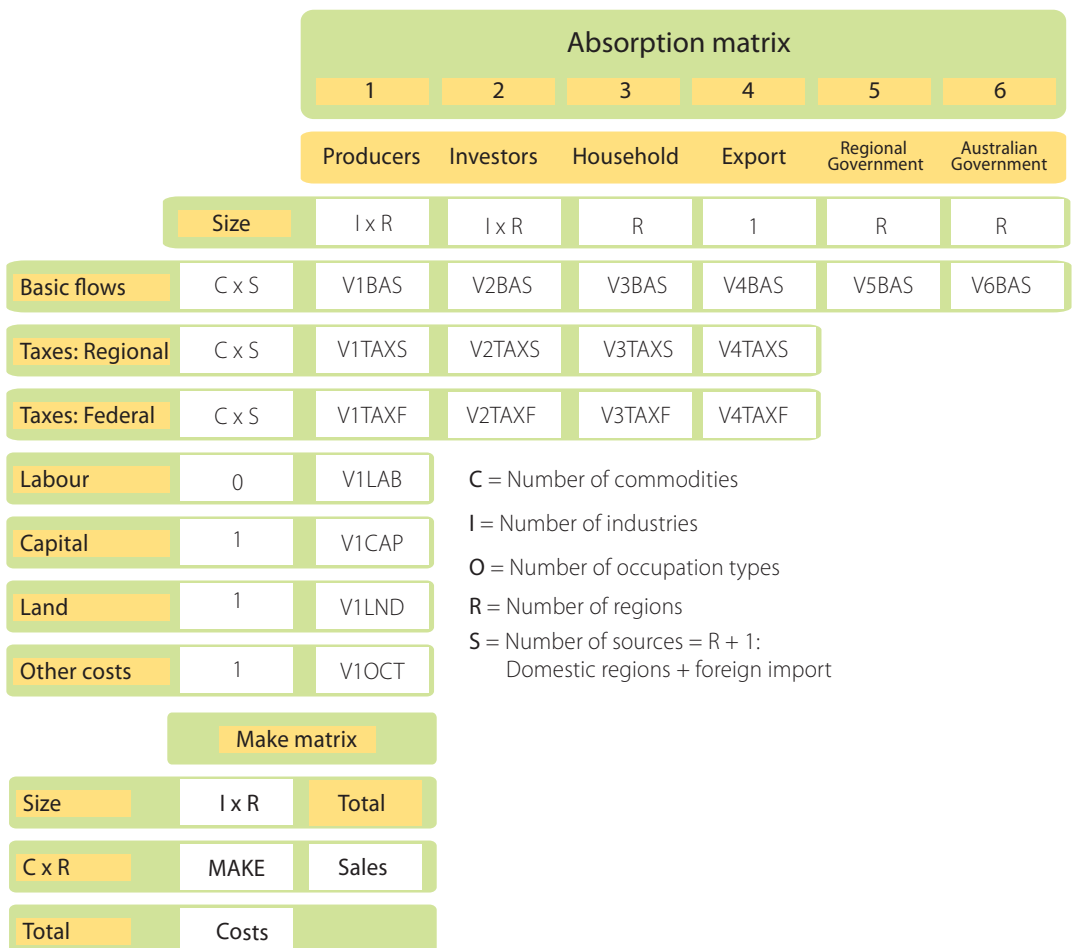 Absorption matrix
1 2 3 4 5 6
Producers Investors Household Export Regional Government Australian Government
Size I x R I x R R 1 R R
Basic flows C x S V1BAS V2BAS V3BAS V4BAS V5BAS V6BAS
Taxes: Regional C x S V1TAXS V2TAXS V3TAXS V4TAXS
Taxes: Federal C x S V1TAXF V2TAXF V3TAXF V4TAXF
Labour 0 V1LAB
Capital 1 V1CAP
Land 1 V1LND
Other costs 1 V1OCT
C = Number of commodities
I = Number of industries
O = Number of occupation types
R = Number of regions
S = Number of sources = R + 1:
Domestic regions + foreign import
Make matrix
Size I x R Total
C x R MAKE Sales
Total Costs